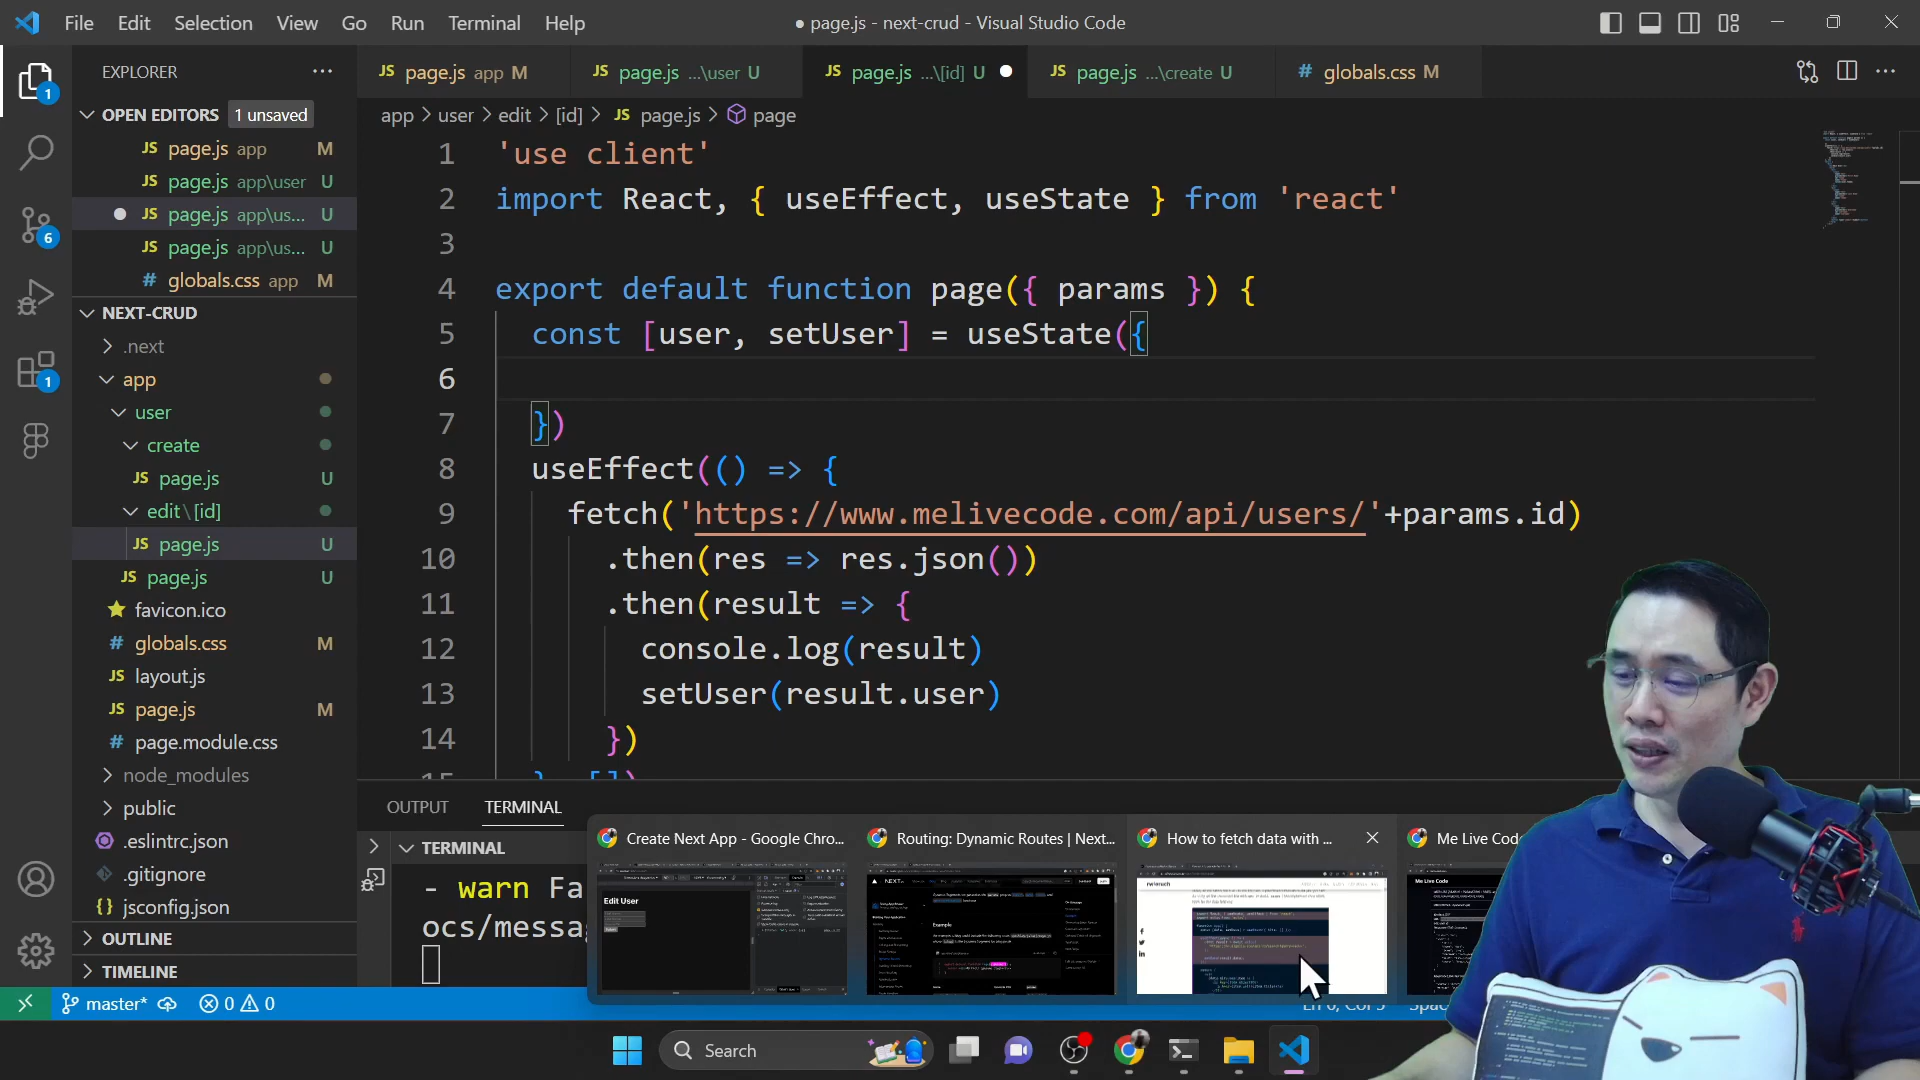 File Edit Selection View Go Run Terminal Help
● page.js - next-crud - Visual Studio Code
EXPLORER
JS page.js app M
JS page.js ...\user U
JS page.js ...\[id] U
JS page.js ...\create U
# globals.css M
1
OPEN EDITORS 1 unsaved
JS page.js app M
JS page.js app\user U
JS page.js app\us... U
JS page.js app\us... U
# globals.css app M
6
1
NEXT-CRUD
.next
app
user
create
JS page.js U
edit\[id]
JS page.js U
JS page.js U
favicon.ico
# globals.css M
JS layout.js
JS page.js M
# page.module.css
node_modules
public
.eslintrc.json
.gitignore
{} jsconfig.json
OUTLINE
TIMELINE
app > user > edit > [id] > JS page.js > page
1 'use client'
2 import React, { useEffect, useState } from 'react'
3
4 export default function page({ params }) {
5 const [user, setUser] = useState({
6
7 })
8 useEffect(() => {
9 fetch('https://www.melivecode.com/api/users/'+params.id)
10 .then(res => res.json())
11 .then(result => {
12 console.log(result)
13 setUser(result.user)
14 })
15 }, [])
OUTPUT TERMINAL
TERMINAL
- warn Fa
ocs/messag
Create Next App - Google Chro...
Routing: Dynamic Routes | Next...
How to fetch data with ...
Me Live Cod
Edit User
Example
Me Live Code
master* 0 0
Search